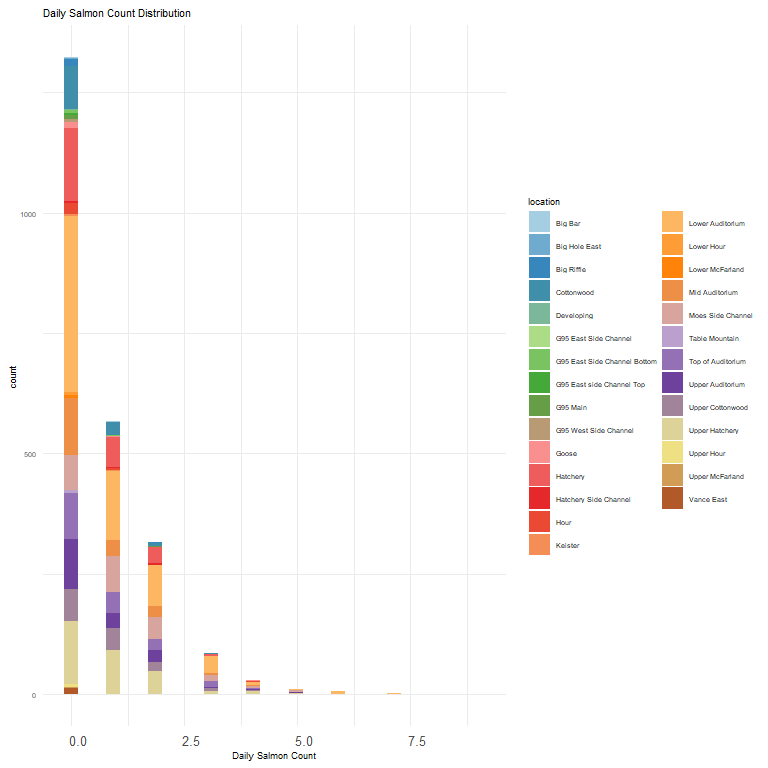 Daily Salmon Count Distribution
count
1000
500
0
0.0
2.5
5.0
7.5
Daily Salmon Count
location
Big Bar
Big Hole East
Big Riffle
Cottonwood
Developing
G95 East Side Channel
G95 East Side Channel Bottom
G95 East side Channel Top
G95 Main
G95 West Side Channel
Goose
Hatchery
Hatchery Side Channel
Hour
Keister
Lower Auditorium
Lower Hour
Lower McFarland
Mid Auditorium
Moes Side Channel
Table Mountain
Top of Auditorium
Upper Auditorium
Upper Cottonwood
Upper Hatchery
Upper Hour
Upper McFarland
Vance East